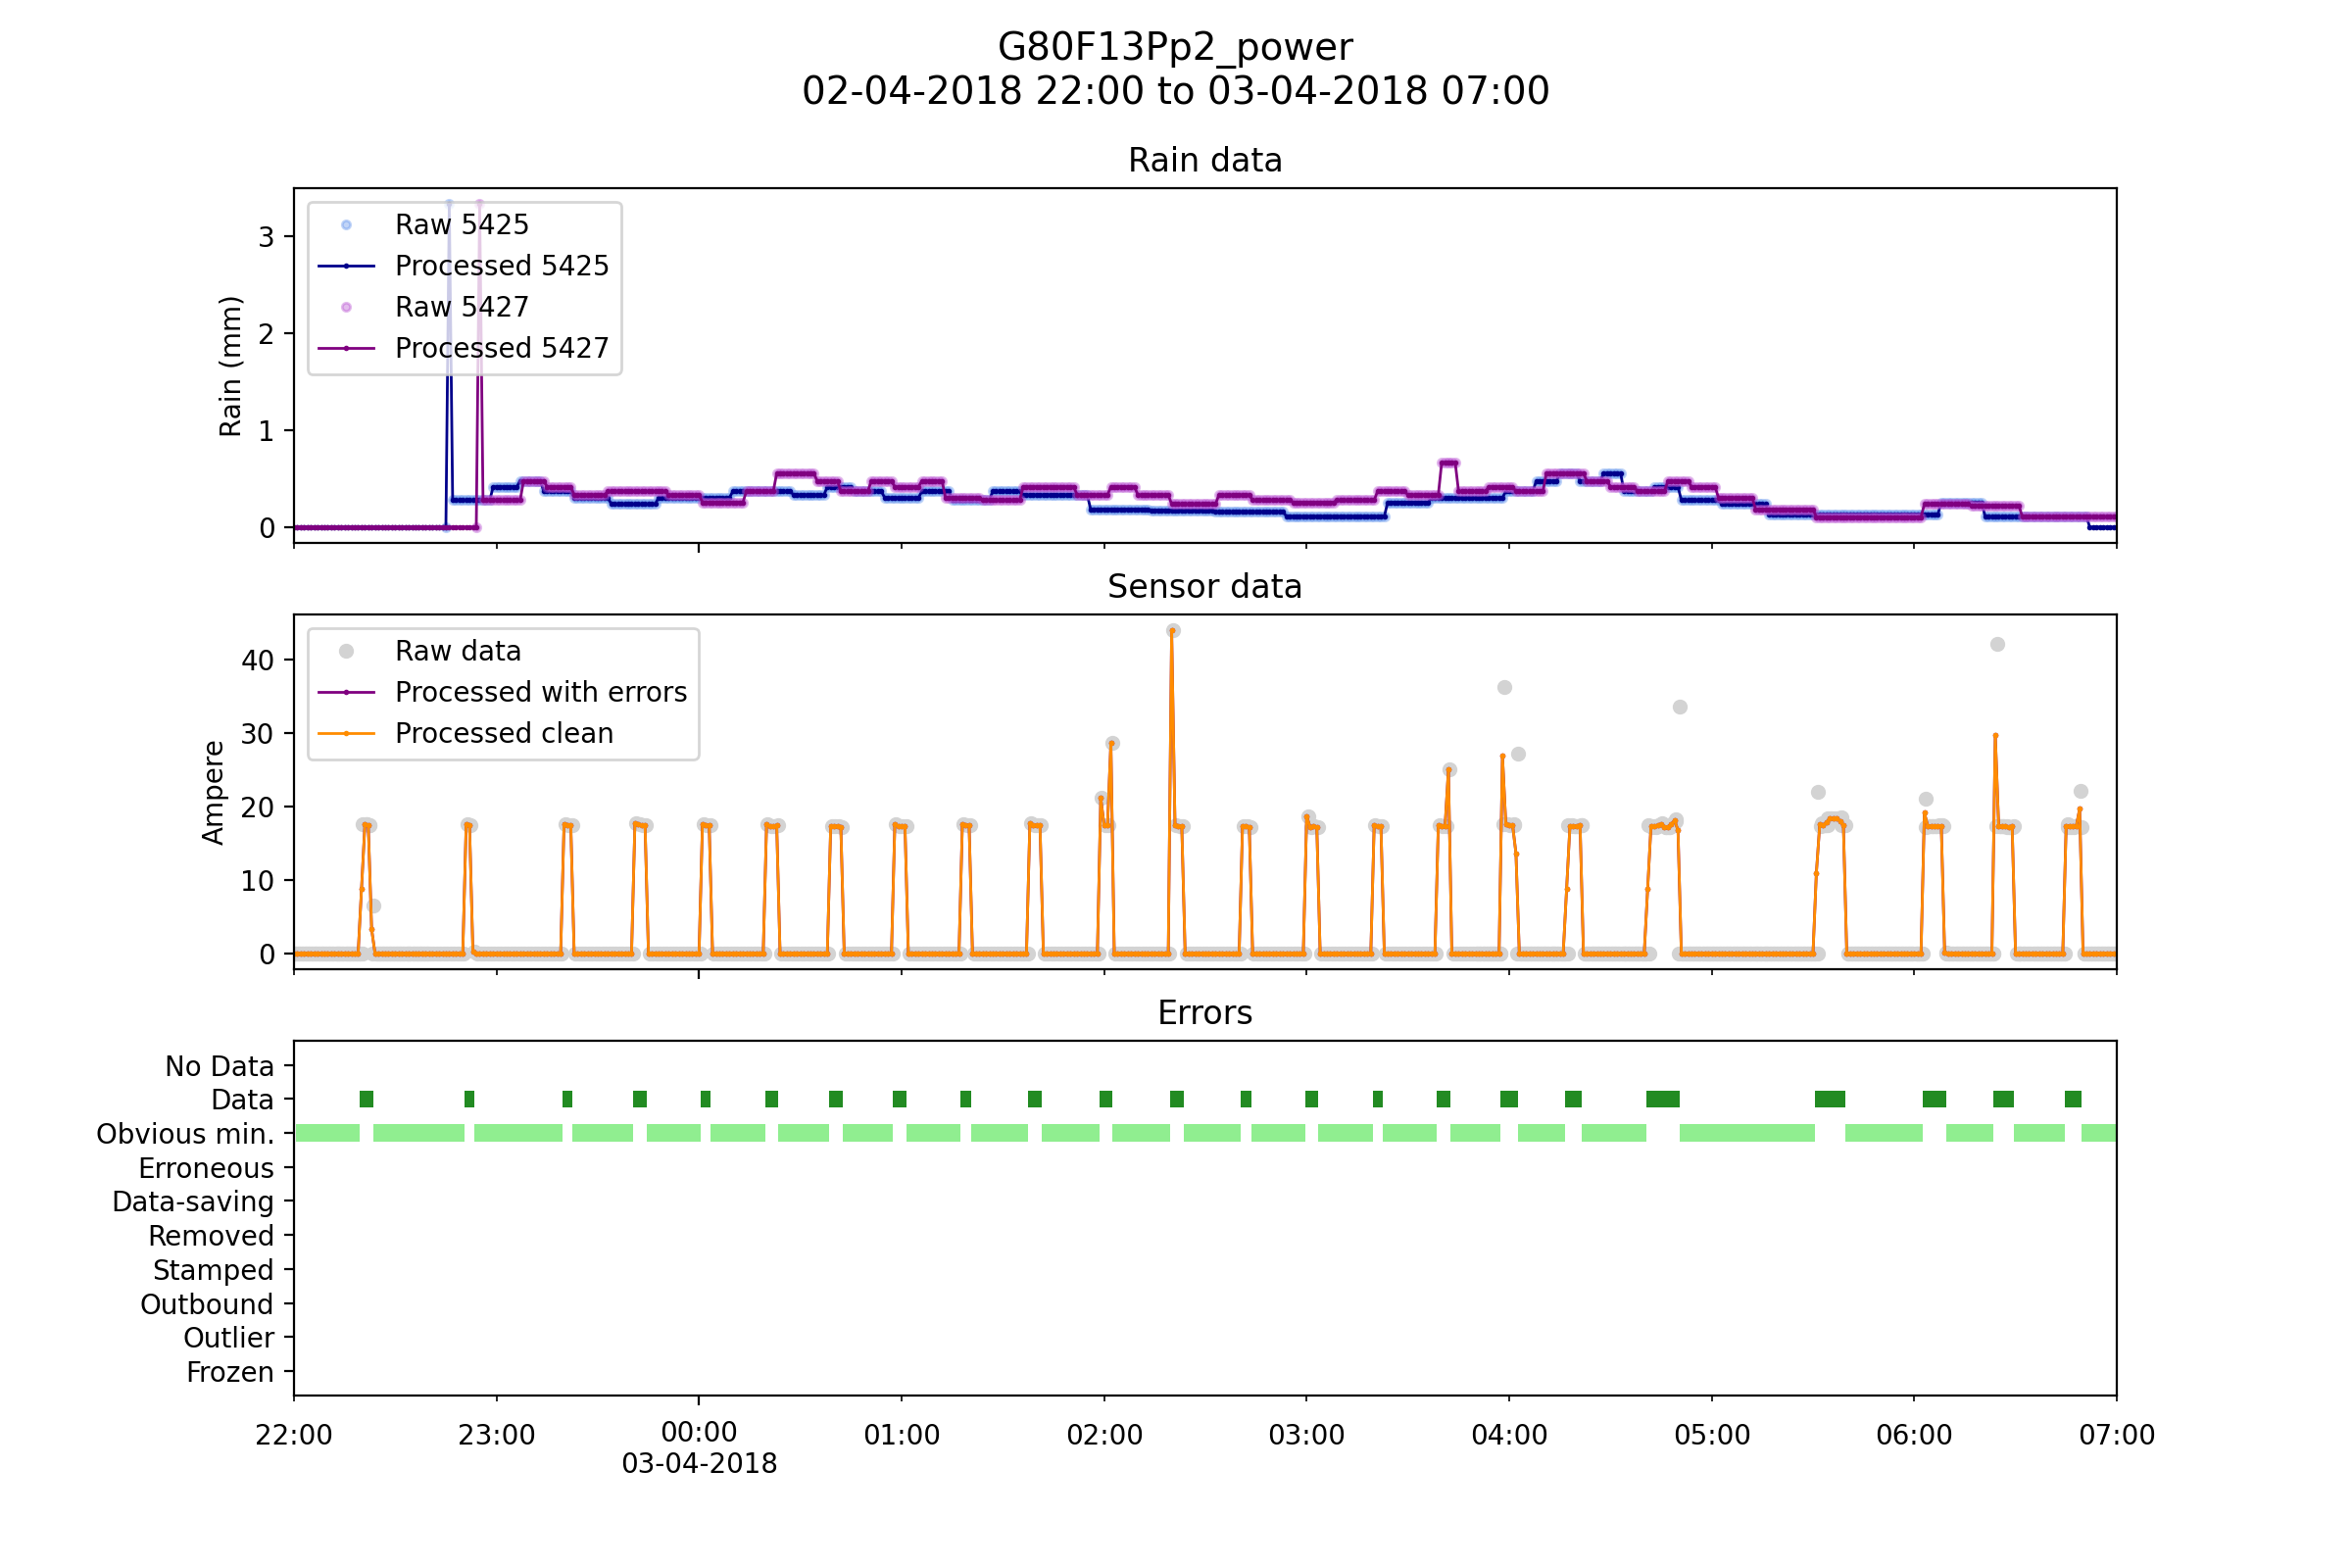 G80F13Pp2_power
02-04-2018 22:00 to 03-04-2018 07:00
Rain data
Rain (mm)
3
2
1
0
Raw 5425
Processed 5425
Raw 5427
Processed 5427
Sensor data
Ampere
40
30
20
10
0
Raw data
Processed with errors
Processed clean
Errors
No Data
Data
Obvious min.
Erroneous
Data-saving
Removed
Stamped
Outbound
Outlier
Frozen
22:00 23:00 00:00 01:00 02:00 03:00 04:00 05:00 06:00 07:00
03-04-2018